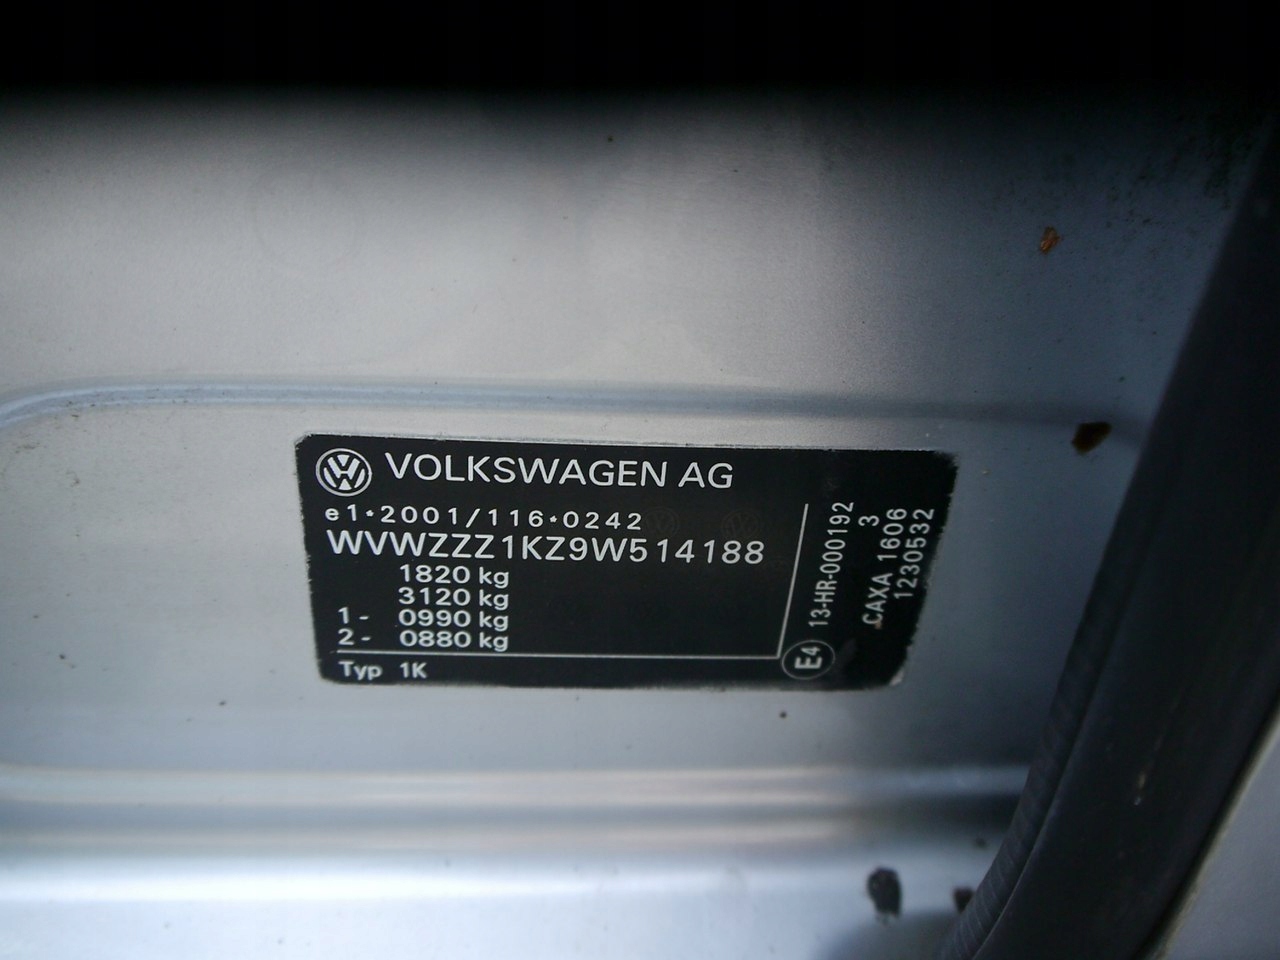 VOLKSWAGEN AG
e1*2001/116*0242
WVWZZZ1KZ9W514188
1820 kg
3120 kg
1- 0990 kg
2- 0880 kg
Typ 1K
E4 13-HR-000192
3
CAXA 1606
1230532